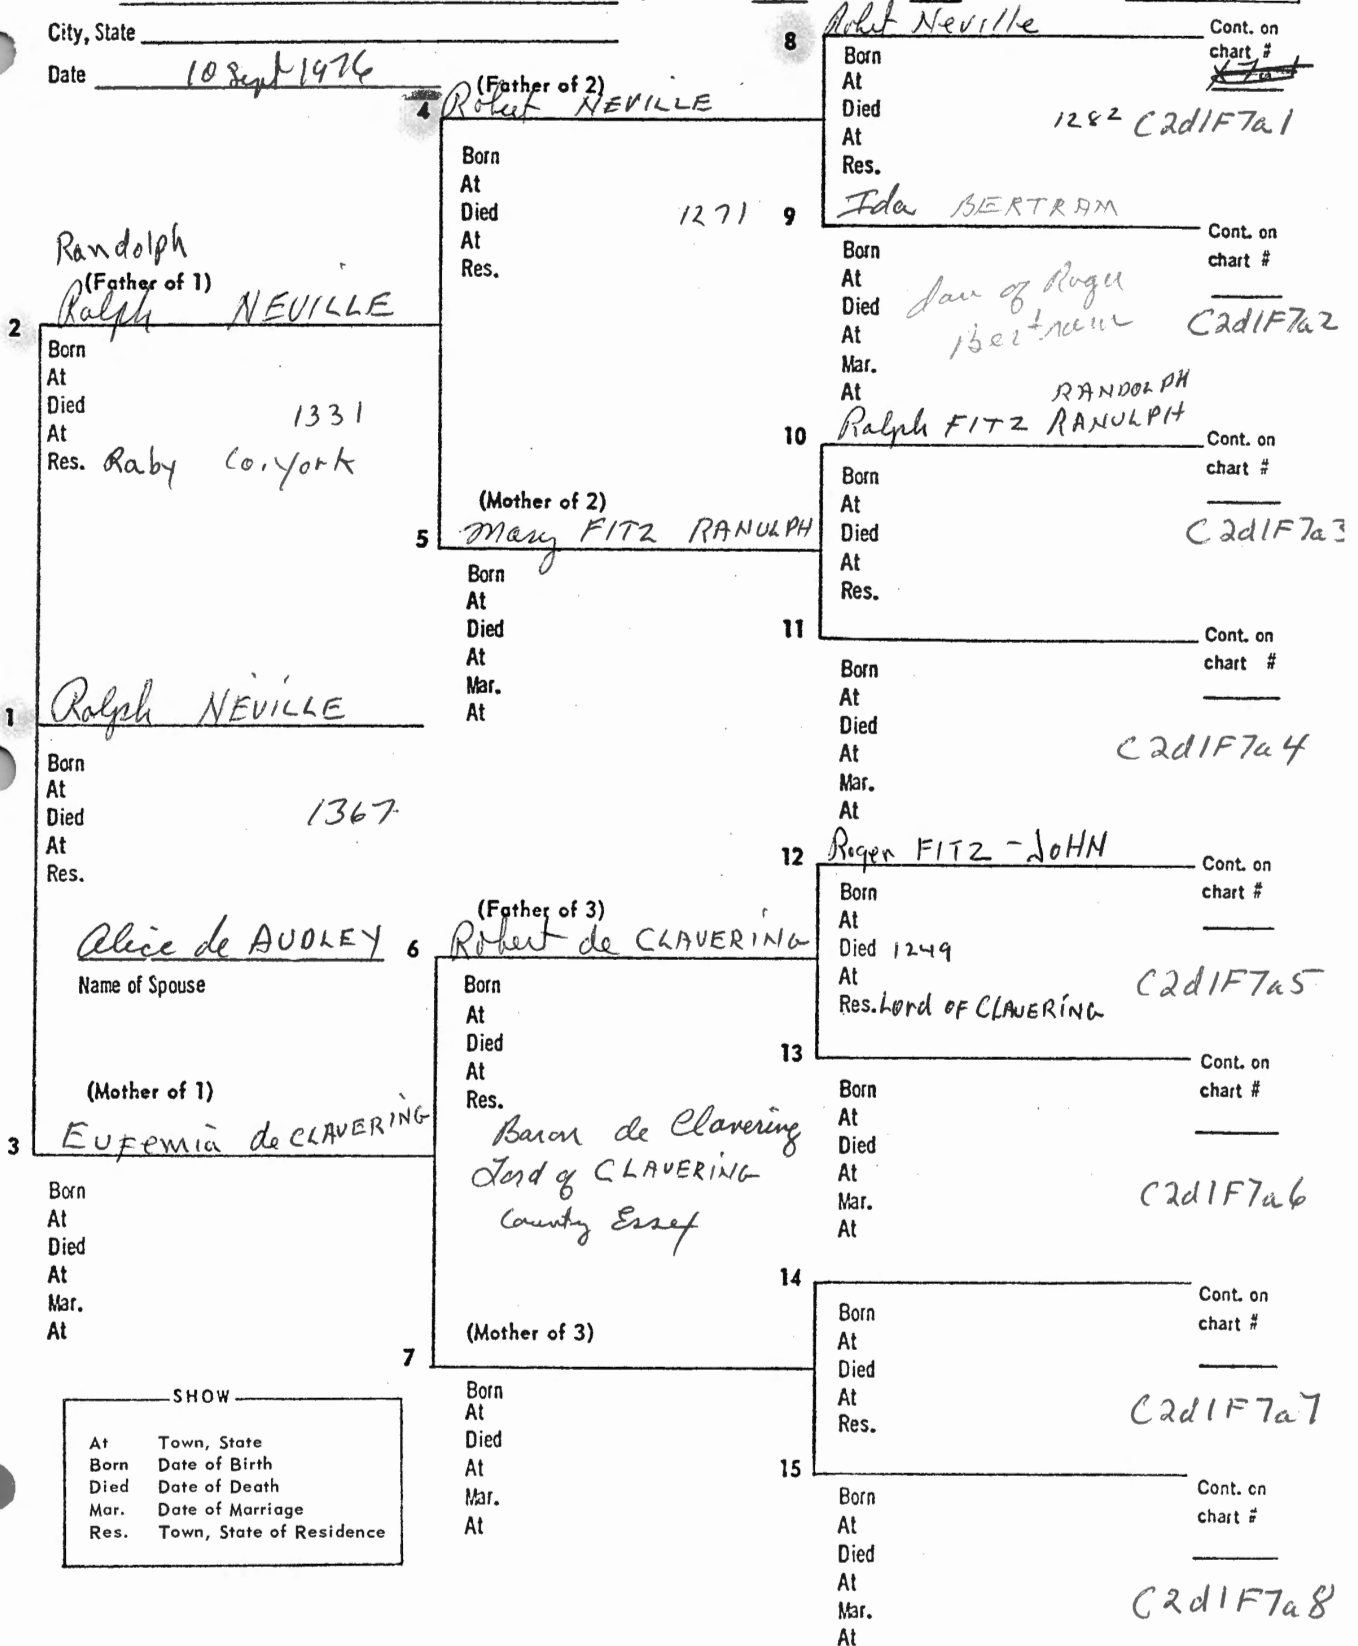 City, State
Date 10 Sept 1976
8 Robert Neville
Cont. on
chart #
Born
At
Died 1282 C2d1F7a1
At
Res.
(Father of 2)
4 Robert NEVILLE
Born
At
Died 1271
At
Res.
9 Ida BERTRAM
Cont. on
chart #
Born
At
Died
At
Mar.
At
dau of Roger
Bertram
C2d1F7a2
Randolph
(Father of 1)
2 Ralph NEVILLE
Born
At
Died 1331
At
Res. Raby Co. York
RANDOLPH
10 Ralph FITZ RANULPH
Cont. on
chart #
Born
At
Died C2d1F7a3
At
Res.
(Mother of 2)
5 Mary FITZ RANULPH
Born
At
Died
At
Mar.
At
11
Cont. on
chart #
Born
At
Died
At C2d1F7a4
Mar.
At
1 Ralph NEVILLE
Born
At
Died 1367
At
Res.
Alice de AUDLEY
Name of Spouse
12 Roger FITZ-JOHN
Cont. on
chart #
Born
At
Died 1249
At C2d1F7a5
Res. Lord OF CLAVERING
(Father of 3)
6 Robert de CLAVERING
Born
At
Died
At
Res.
Baron de Clavering
Lord of CLAVERING
County Essex
13
Cont. on
chart #
Born
At
Died
At
Mar. C2d1F7a6
At
(Mother of 1)
3 EUFemia de CLAVERING
Born
At
Died
At
Mar.
At
14
Cont. on
chart #
Born
At
Died
At C2d1F7a7
Res.
(Mother of 3)
7
Born
At
Died
At
Mar.
At
15
Cont. on
chart #
Born
At
Died
At C2d1F7a8
Mar.
At
SHOW
At Town, State
Born Date of Birth
Died Date of Death
Mar. Date of Marriage
Res. Town, State of Residence